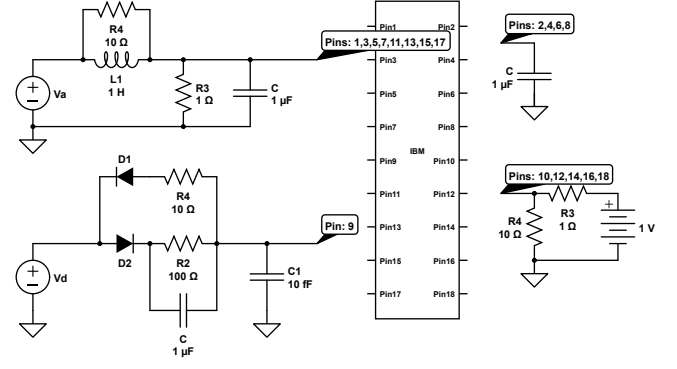 R4
10 Ω
L1
1 H
Va
R3
1 Ω
C
1 μF
Pins: 1,3,5,7,11,13,15,17
Pin1
Pin2
Pin3
Pin4
Pin5
Pin6
Pin7
Pin8
IBM
Pin9
Pin10
Pin11
Pin12
Pin13
Pin14
Pin15
Pin16
Pin17
Pin18
Pins: 2,4,6,8
C
1 μF
Pins: 10,12,14,16,18
R4
10 Ω
R3
1 Ω
+
1 V
D1
R4
10 Ω
D2
R2
100 Ω
C
1 μF
Vd
Pin: 9
C1
10 fF